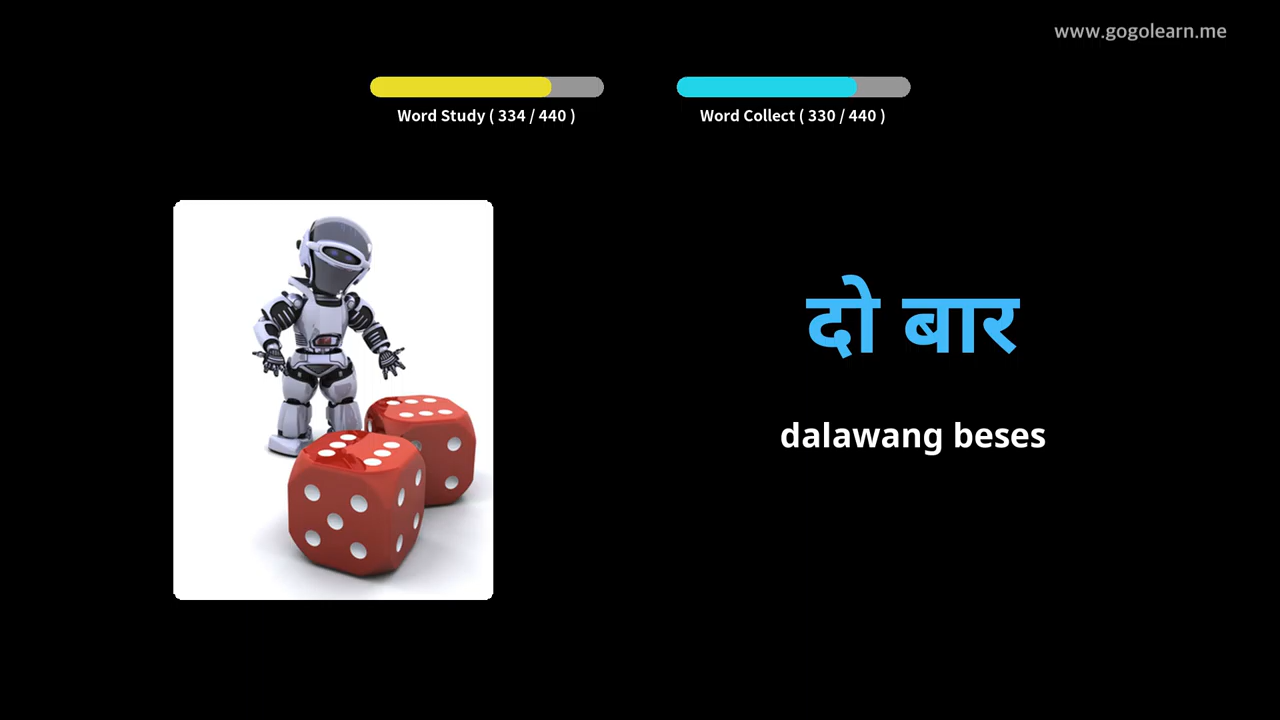 www.gogolearn.me
Word Study ( 334 / 440 )
Word Collect ( 330 / 440 )
दो बार
dalawang beses